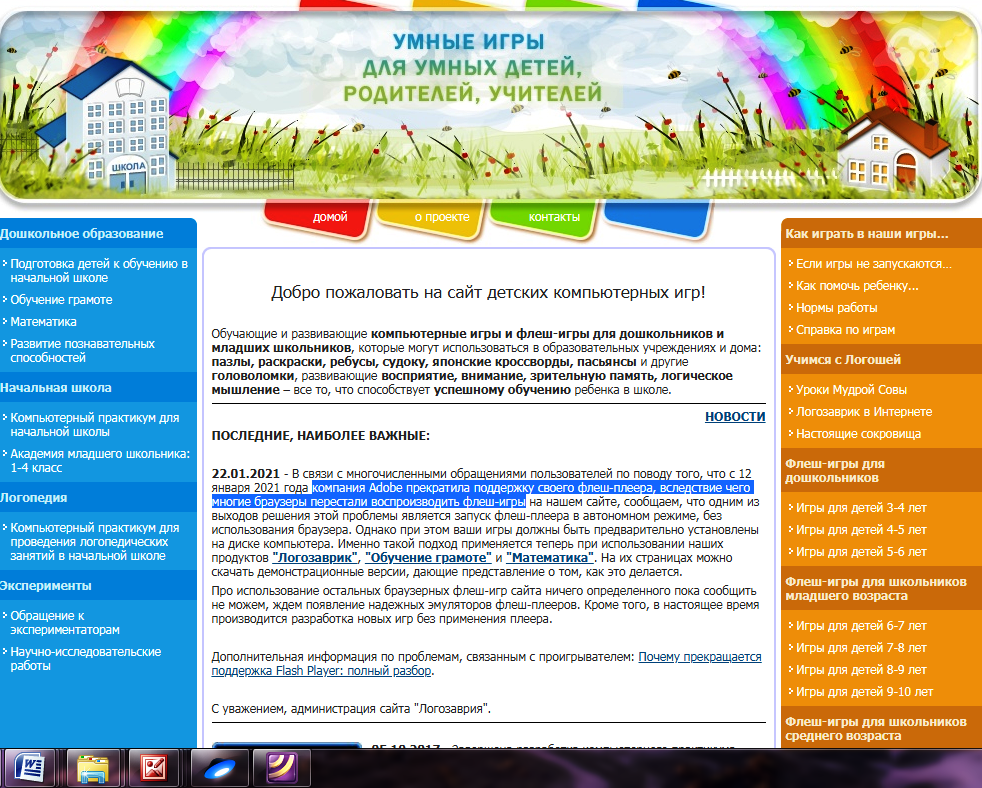 УМНЫЕ ИГРЫ
ДЛЯ УМНЫХ ДЕТЕЙ,
РОДИТЕЛЕЙ, УЧИТЕЛЕЙ
ШКОЛА
домой
о проекте
контакты
Дошкольное образование
Подготовка детей к обучению в
начальной школе
Обучение грамоте
Математика
Развитие познавательных
способностей
Начальная школа
Компьютерный практикум для
начальной школы
Академия младшего школьника:
1-4 класс
Логопедия
Компьютерный практикум для
проведения логопедических
занятий в начальной школе
Эксперименты
Обращение к
экспериментаторам
Научно-исследовательские
работы
Добро пожаловать на сайт детских компьютерных игр!
Обучающие и развивающие компьютерные игры и флеш-игры для дошкольников и
младших школьников, которые могут использоваться в образовательных учреждениях и дома:
пазлы, раскраски, ребусы, судоку, японские кроссворды, пасьянсы и другие
головоломки, развивающие восприятие, внимание, зрительную память, логическое
мышление – все то, что способствует успешному обучению ребенка в школе.
НОВОСТИ
ПОСЛЕДНИЕ, НАИБОЛЕЕ ВАЖНЫЕ:
22.01.2021 - В связи с многочисленными обращениями пользователей по поводу того, что с 12
января 2021 года компания Adobe прекратила поддержку своего флеш-плеера, вследствие чего
многие браузеры перестали воспроизводить флеш-игры на нашем сайте, сообщаем, что одним из
выходов решения этой проблемы является запуск флеш-плеера в автономном режиме, без
использования браузера. Однако при этом ваши игры должны быть предварительно установлены
на диске компьютера. Именно такой подход применяется теперь при использовании наших
продуктов "Логозаврик", "Обучение грамоте" и "Математика". На их страницах можно
скачать демонстрационные версии, дающие представление о том, как это делается.
Про использование остальных браузерных флеш-игр сайта ничего определенного пока сообщить
не можем, ждем появление надежных эмуляторов флеш-плееров. Кроме того, в настоящее время
производится разработка новых игр без применения плеера.
Дополнительная информация по проблемам, связанным с проигрывателем: Почему прекращается
поддержка Flash Player: полный разбор.
С уважением, администрация сайта "Логозаврия".
Как играть в наши игры...
Если игры не запускаются...
Как помочь ребенку...
Нормы работы
Справка по играм
Учимся с Логошей
Уроки Мудрой Совы
Логозаврик в Интернете
Настоящие сокровища
Флеш-игры для
дошкольников
Игры для детей 3-4 лет
Игры для детей 4-5 лет
Игры для детей 5-6 лет
Флеш-игры для школьников
младшего возраста
Игры для детей 6-7 лет
Игры для детей 7-8 лет
Игры для детей 8-9 лет
Игры для детей 9-10 лет
Флеш-игры для школьников
среднего возраста